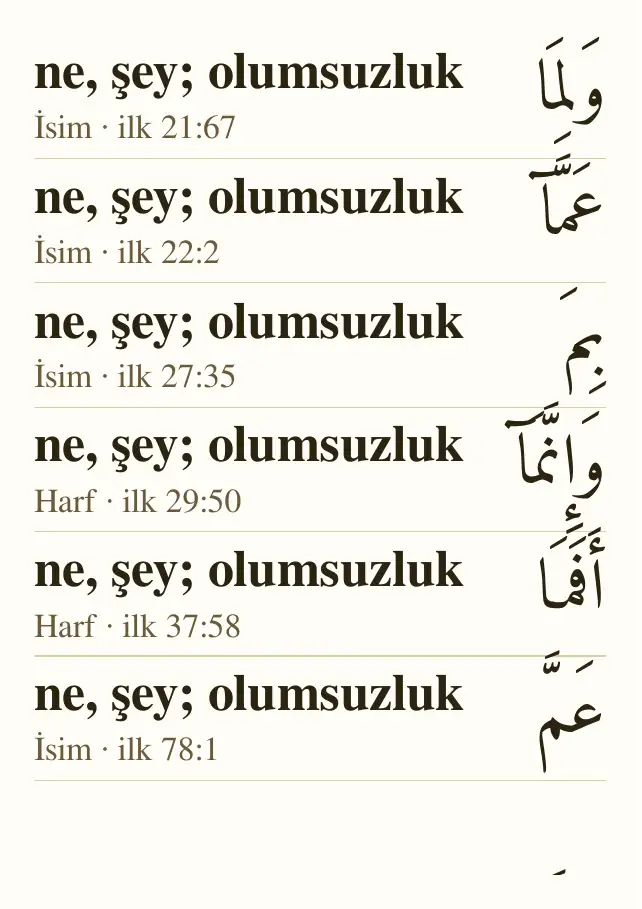 ne, şey; olumsuzluk وَلَمَا
İsim · ilk 21:67
ne, şey; olumsuzluk عَمَّآ
İsim · ilk 22:2
ne, şey; olumsuzluk بِمَ
İsim · ilk 27:35
ne, şey; olumsuzluk وَإِنَّمَآ
Harf · ilk 29:50
ne, şey; olumsuzluk أَفَمَا
Harf · ilk 37:58
ne, şey; olumsuzluk عَمَّ
İsim · ilk 78:1